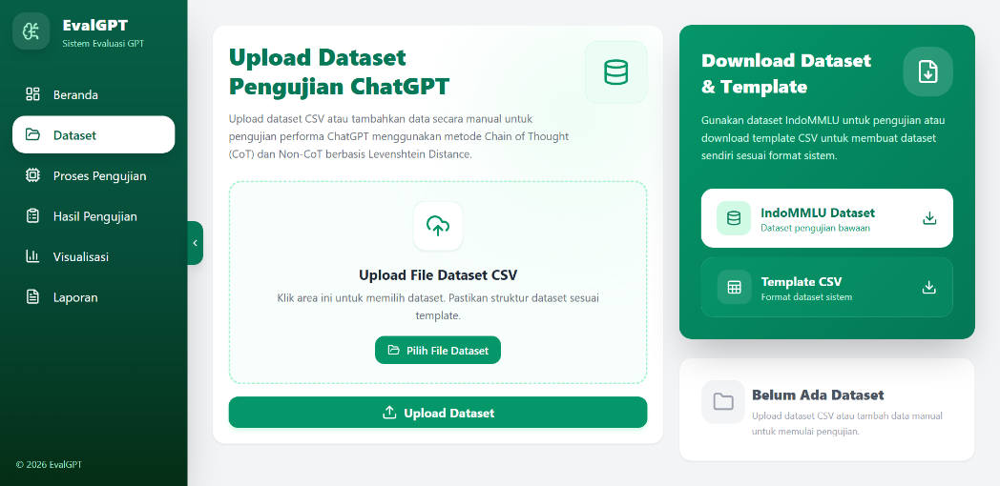 EvalGPT
Sistem Evaluasi GPT
Beranda
Dataset
Proses Pengujian
Hasil Pengujian
Visualisasi
Laporan
© 2026 EvalGPT
Upload Dataset
Pengujian ChatGPT
Upload dataset CSV atau tambahkan data secara manual untuk
pengujian performa ChatGPT menggunakan metode Chain of Thought
(CoT) dan Non-CoT berbasis Levenshtein Distance.
Upload File Dataset CSV
Klik area ini untuk memilih dataset. Pastikan struktur dataset sesuai
template.
Pilih File Dataset
Upload Dataset
Download Dataset
& Template
Gunakan dataset IndoMMLU untuk pengujian atau
download template CSV untuk membuat dataset
sendiri sesuai format sistem.
IndoMMLU Dataset
Dataset pengujian bawaan
Template CSV
Format dataset sistem
Belum Ada Dataset
Upload dataset CSV atau tambah data manual
untuk memulai pengujian.